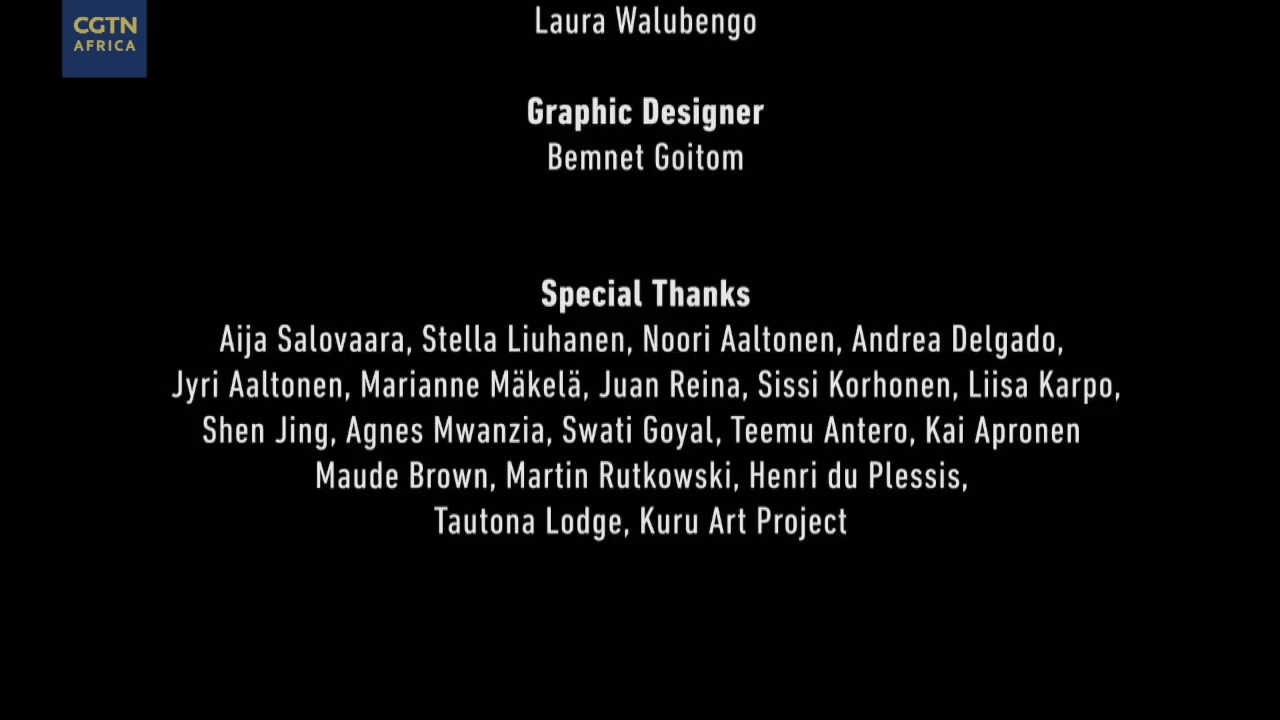 CGTN
AFRICA
Laura Walubengo
Graphic Designer
Bemnet Goitom
Special Thanks
Aija Salovaara, Stella Liuhanen, Noori Aaltonen, Andrea Delgado,
Jyri Aaltonen, Marianne Mäkelä, Juan Reina, Sissi Korhonen, Liisa Karpo,
Shen Jing, Agnes Mwanzia, Swati Goyal, Teemu Antero, Kai Apronen
Maude Brown, Martin Rutkowski, Henri du Plessis,
Tautona Lodge, Kuru Art Project